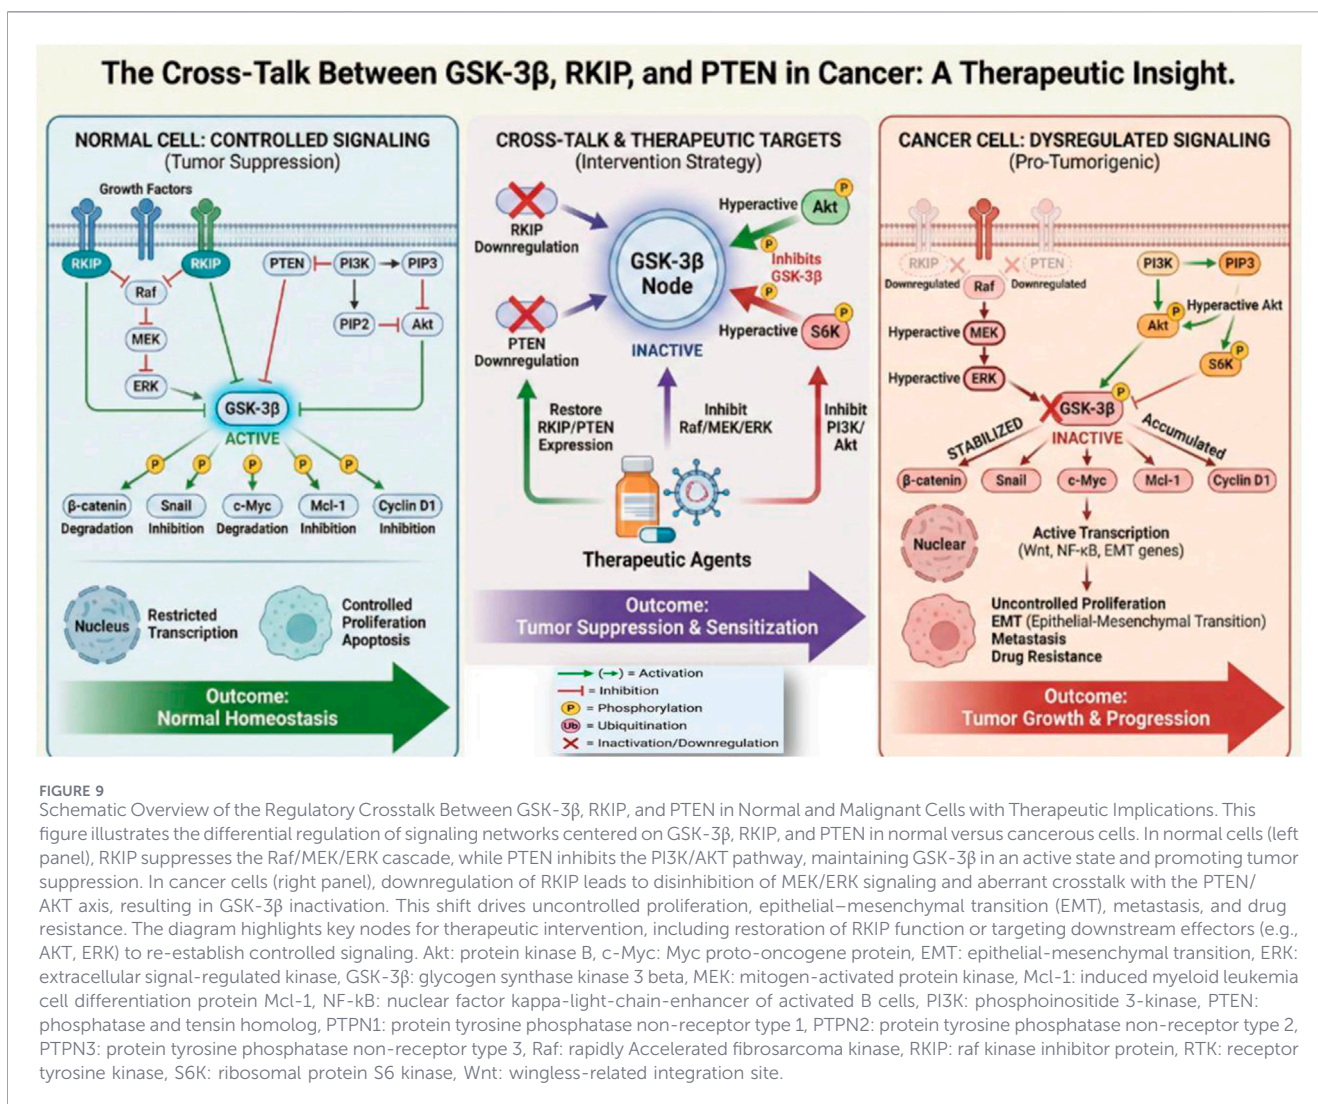 The Cross-Talk Between GSK-3β, RKIP, and PTEN in Cancer: A Therapeutic Insight.
NORMAL CELL: CONTROLLED SIGNALING
(Tumor Suppression)
Growth Factors
RKIP
RKIP
PTEN
PI3K
PIP3
Raf
PIP2
Akt
MEK
ERK
GSK-3β
ACTIVE
P
P
P
P
P
β-catenin
Snail
c-Myc
Mcl-1
Cyclin D1
Degradation
Inhibition
Degradation
Inhibition
Inhibition
Nucleus
Restricted
Transcription
Controlled
Proliferation
Apoptosis
Outcome:
Normal Homeostasis
CROSS-TALK & THERAPEUTIC TARGETS
(Intervention Strategy)
RKIP
Downregulation
PTEN
Downregulation
GSK-3β
Node
INACTIVE
Hyperactive
Akt
P
P
Inhibits
GSK-3β
P
Hyperactive
S6K
P
Restore
RKIP/PTEN
Expression
Inhibit
Raf/MEK/ERK
Inhibit
PI3K/
Akt
Therapeutic Agents
Outcome:
Tumor Suppression & Sensitization
(→) = Activation
= Inhibition
P = Phosphorylation
Ub = Ubiquitination
= Inactivation/Downregulation
CANCER CELL: DYSREGULATED SIGNALING
(Pro-Tumorigenic)
RKIP
Downregulated
Raf
PTEN
Downregulated
PI3K
PIP3
Hyperactive
MEK
Akt
P
Hyperactive Akt
Hyperactive
ERK
S6K
P
GSK-3β
P
INACTIVE
STABILIZED
Accumulated
β-catenin
Snail
c-Myc
Mcl-1
Cyclin D1
Nuclear
Active Transcription
(Wnt, NF-κB, EMT genes)
Uncontrolled Proliferation
EMT (Epithelial-Mesenchymal Transition)
Metastasis
Drug Resistance
Outcome:
Tumor Growth & Progression
FIGURE 9
Schematic Overview of the Regulatory Crosstalk Between GSK-3β, RKIP, and PTEN in Normal and Malignant Cells with Therapeutic Implications. This
figure illustrates the differential regulation of signaling networks centered on GSK-3β, RKIP, and PTEN in normal versus cancerous cells. In normal cells (left
panel), RKIP suppresses the Raf/MEK/ERK cascade, while PTEN inhibits the PI3K/AKT pathway, maintaining GSK-3β in an active state and promoting tumor
suppression. In cancer cells (right panel), downregulation of RKIP leads to disinhibition of MEK/ERK signaling and aberrant crosstalk with the PTEN/
AKT axis, resulting in GSK-3β inactivation. This shift drives uncontrolled proliferation, epithelial–mesenchymal transition (EMT), metastasis, and drug
resistance. The diagram highlights key nodes for therapeutic intervention, including restoration of RKIP function or targeting downstream effectors (e.g.,
AKT, ERK) to re-establish controlled signaling. Akt: protein kinase B, c-Myc: Myc proto-oncogene protein, EMT: epithelial-mesenchymal transition, ERK:
extracellular signal-regulated kinase, GSK-3β: glycogen synthase kinase 3 beta, MEK: mitogen-activated protein kinase, Mcl-1: induced myeloid leukemia
cell differentiation protein Mcl-1, NF-kB: nuclear factor kappa-light-chain-enhancer of activated B cells, PI3K: phosphoinositide 3-kinase, PTEN:
phosphatase and tensin homolog, PTPN1: protein tyrosine phosphatase non-receptor type 1, PTPN2: protein tyrosine phosphatase non-receptor type 2,
PTPN3: protein tyrosine phosphatase non-receptor type 3, Raf: rapidly Accelerated fibrosarcoma kinase, RKIP: raf kinase inhibitor protein, RTK: receptor
tyrosine kinase, S6K: ribosomal protein S6 kinase, Wnt: wingless-related integration site.